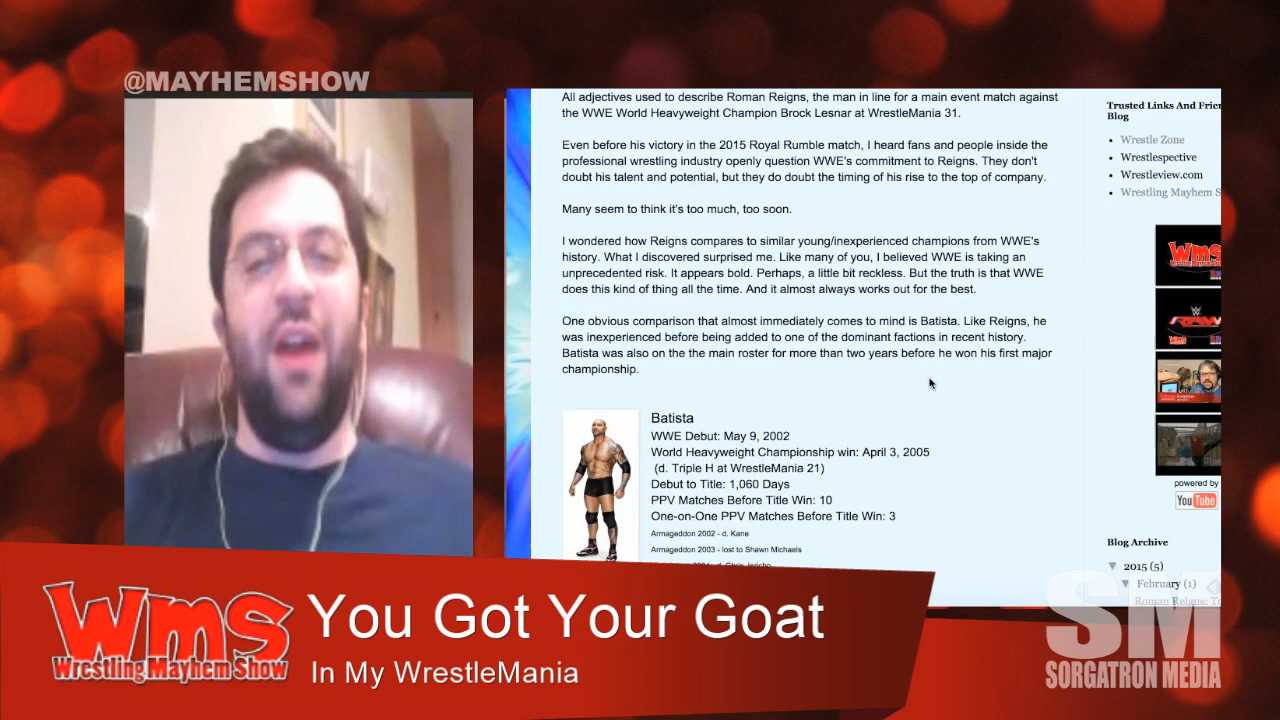 @MAYHEMSHOW
All adjectives used to describe Roman Reigns, the man in line for a main event match against
the WWE World Heavyweight Champion Brock Lesnar at WrestleMania 31.
Even before his victory in the 2015 Royal Rumble match, I heard fans and people inside the
professional wrestling industry openly question WWE's commitment to Reigns. They don't
doubt his talent and potential, but they do doubt the timing of his rise to the top of company.
Many seem to think it's too much, too soon.
I wondered how Reigns compares to similar young/inexperienced champions from WWE's
history. What I discovered surprised me. Like many of you, I believed WWE is taking an
unprecedented risk. It appears bold. Perhaps, a little bit reckless. But the truth is that WWE
does this kind of thing all the time. And it almost always works out for the best.
One obvious comparison that almost immediately comes to mind is Batista. Like Reigns, he
was inexperienced before being added to one of the dominant factions in recent history.
Batista was also on the the main roster for more than two years before he won his first major
championship.
Batista
WWE Debut: May 9, 2002
World Heavyweight Championship win: April 3, 2005
(d. Triple H at WrestleMania 21)
Debut to Title: 1,060 Days
PPV Matches Before Title Win: 10
One-on-One PPV Matches Before Title Win: 3
Armageddon 2002 - d. Kane
Armageddon 2003 - lost to Shawn Michaels
Trusted Links And Frien
Blog
Wrestle Zone
Wrestlespective
Wrestleview.com
Wrestling Mayhem S
Wms
RAW
powered by
YouTube
Blog Archive
▼ 2015 (5)
▼ February (1)
Roman Reigns: To
Wms
Wrestling Mayhem Show
You Got Your Goat
In My WrestleMania
SM
SORGATRON MEDIA